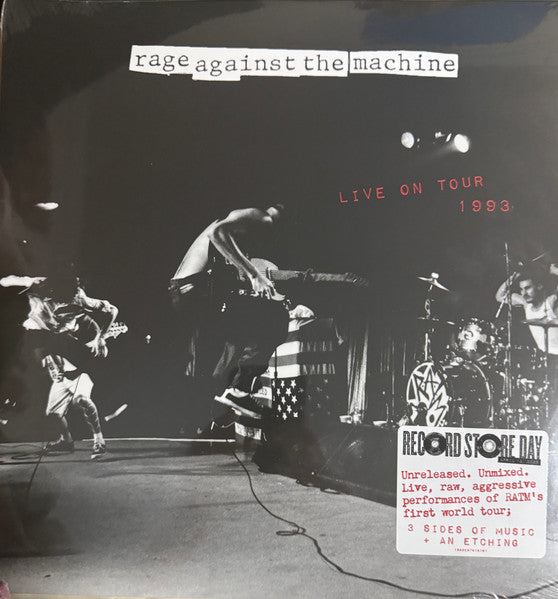 rage against the machine
LIVE ON TOUR
1993
RECORD STORE DAY
Unreleased. Unmixed.
Live, raw, aggressive
performances of RATM's
first world tour;
3 SIDES OF MUSIC
+ AN ETCHING